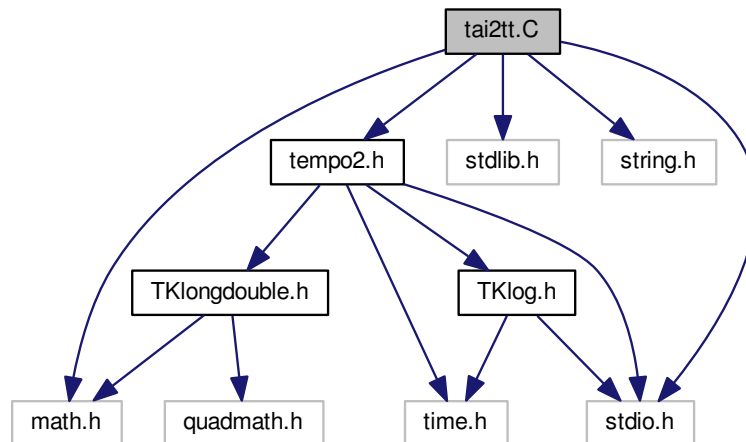 tai2tt.C
tempo2.h
stdlib.h
string.h
TKlongdouble.h
TKlog.h
math.h
quadmath.h
time.h
stdio.h